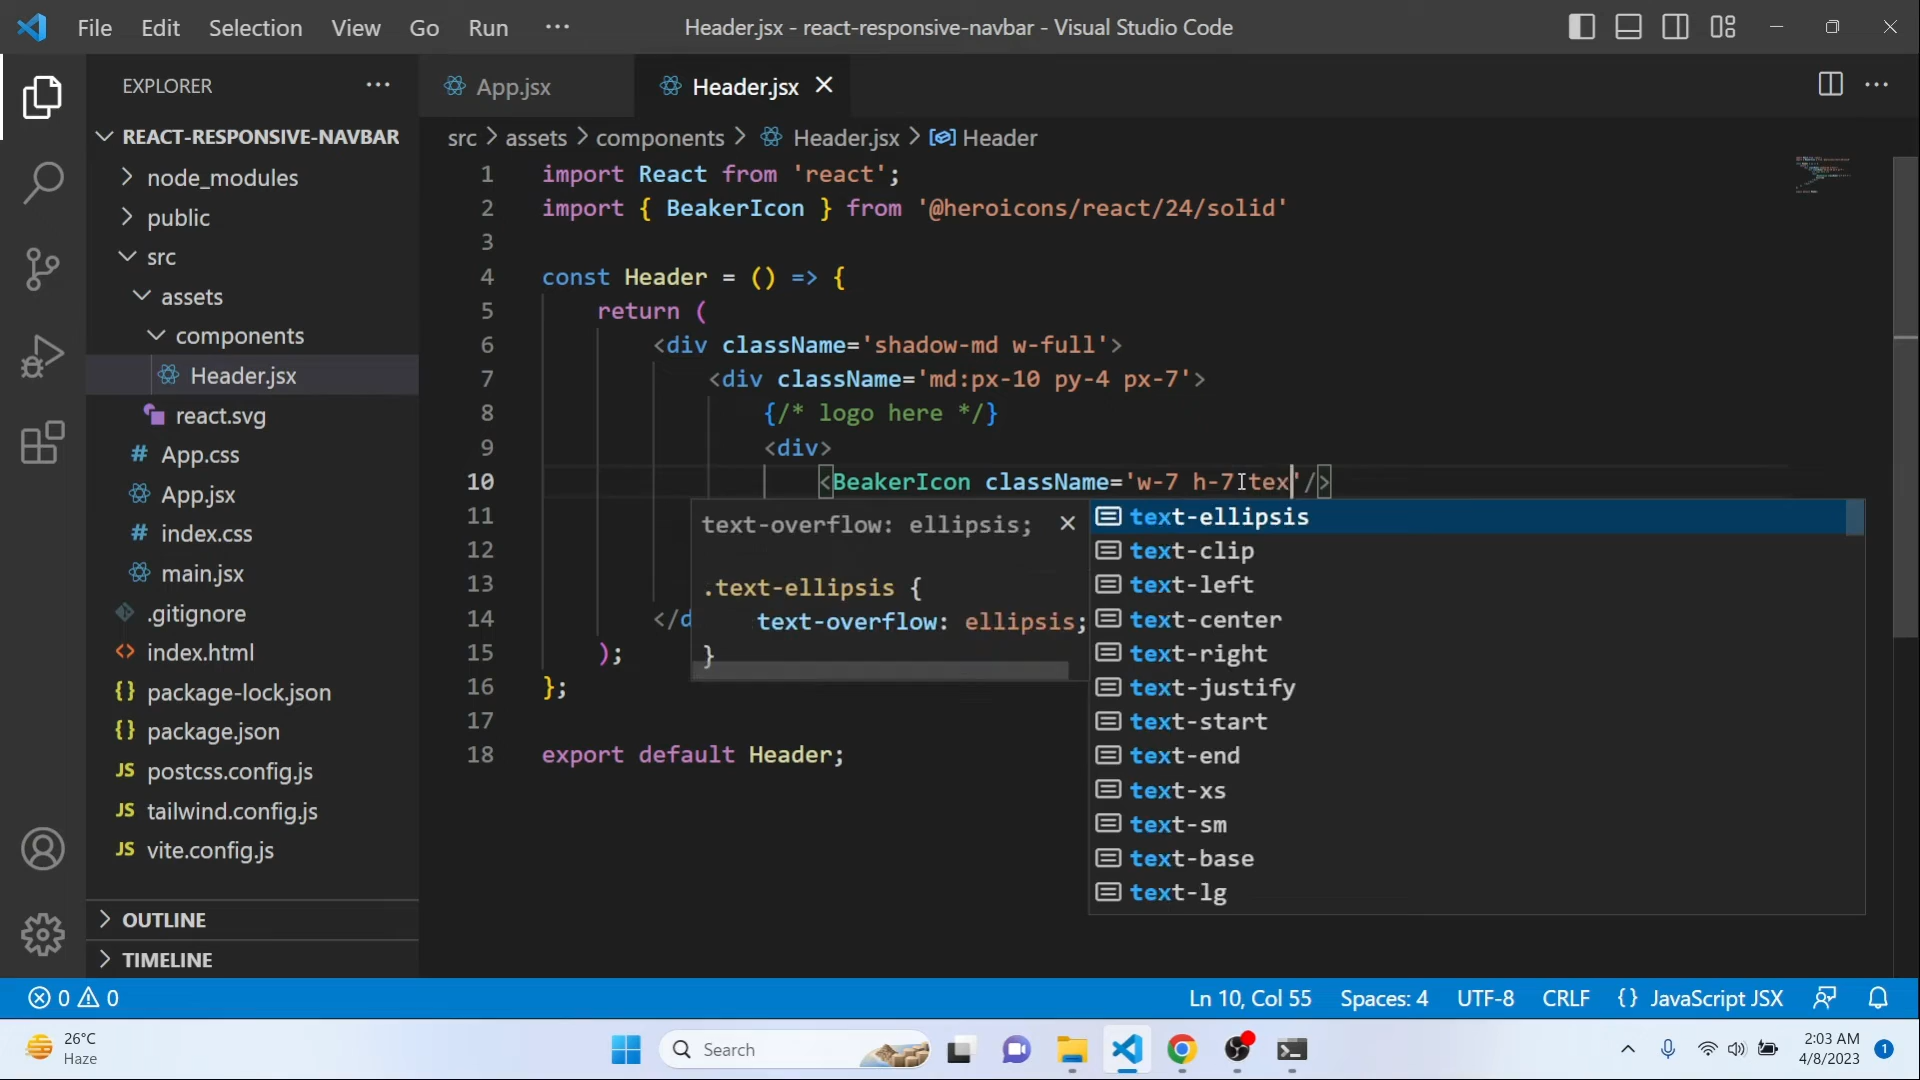 File Edit Selection View Go Run ··· Header.jsx - react-responsive-navbar - Visual Studio Code
EXPLORER ···
App.jsx
Header.jsx
REACT-RESPONSIVE-NAVBAR
node_modules
public
src
assets
components
Header.jsx
react.svg
App.css
App.jsx
index.css
main.jsx
.gitignore
index.html
package-lock.json
package.json
postcss.config.js
tailwind.config.js
vite.config.js
OUTLINE
TIMELINE
src > assets > components > Header.jsx > Header
1 import React from 'react';
2 import { BeakerIcon } from '@heroicons/react/24/solid'
3
4 const Header = () => {
5 return (
6 <div className='shadow-md w-full'>
7 <div className='md:px-10 py-4 px-7'>
8 {/* logo here */}
9 <div>
10 <BeakerIcon className='w-7 h-7 tex'/>
11
12
13
14 </d
15 );
16 };
17
18 export default Header;
text-overflow: ellipsis;
.text-ellipsis {
text-overflow: ellipsis;
}
text-ellipsis
text-clip
text-left
text-center
text-right
text-justify
text-start
text-end
text-xs
text-sm
text-base
text-lg
0 0 Ln 10, Col 55 Spaces: 4 UTF-8 CRLF {} JavaScript JSX
26°C
Haze
Search
2:03 AM
4/8/2023
1